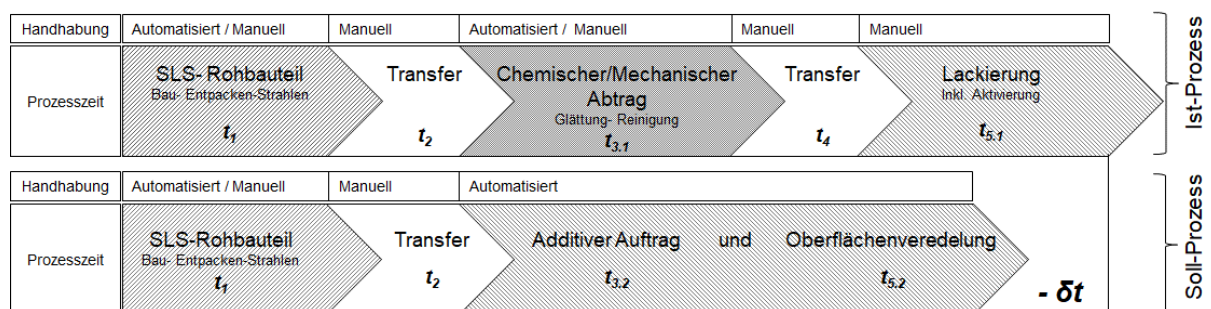 Handhabung Automatisiert / Manuell Manuell Automatisiert / Manuell Manuell Manuell
Prozesszeit
SLS- Rohbauteil
Bau- Entpacken-Strahlen
t1
Transfer
t2
Chemischer/Mechanischer
Abtrag
Glättung- Reinigung
t3.1
Transfer
t4
Lackierung
Inkl. Aktivierung
t5.1
Ist-Prozess
Handhabung Automatisiert / Manuell Manuell Automatisiert
Prozesszeit
SLS-Rohbauteil
Bau- Entpacken-Strahlen
t1
Transfer
t2
Additiver Auftrag und Oberflächenveredelung
t3.2 t5.2
- δt
Soll-Prozess